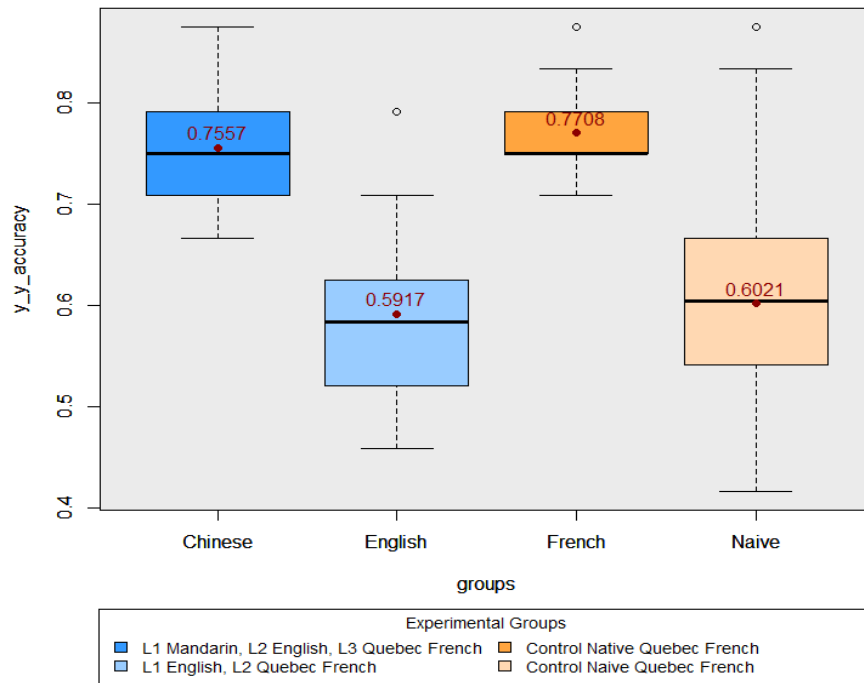 0.8
0.7
0.6
0.5
0.4
y_y_accuracy
0.7557
0.5917
0.7708
0.6021
Chinese English French Naive
groups
Experimental Groups
L1 Mandarin, L2 English, L3 Quebec French Control Native Quebec French
L1 English, L2 Quebec French Control Naive Quebec French